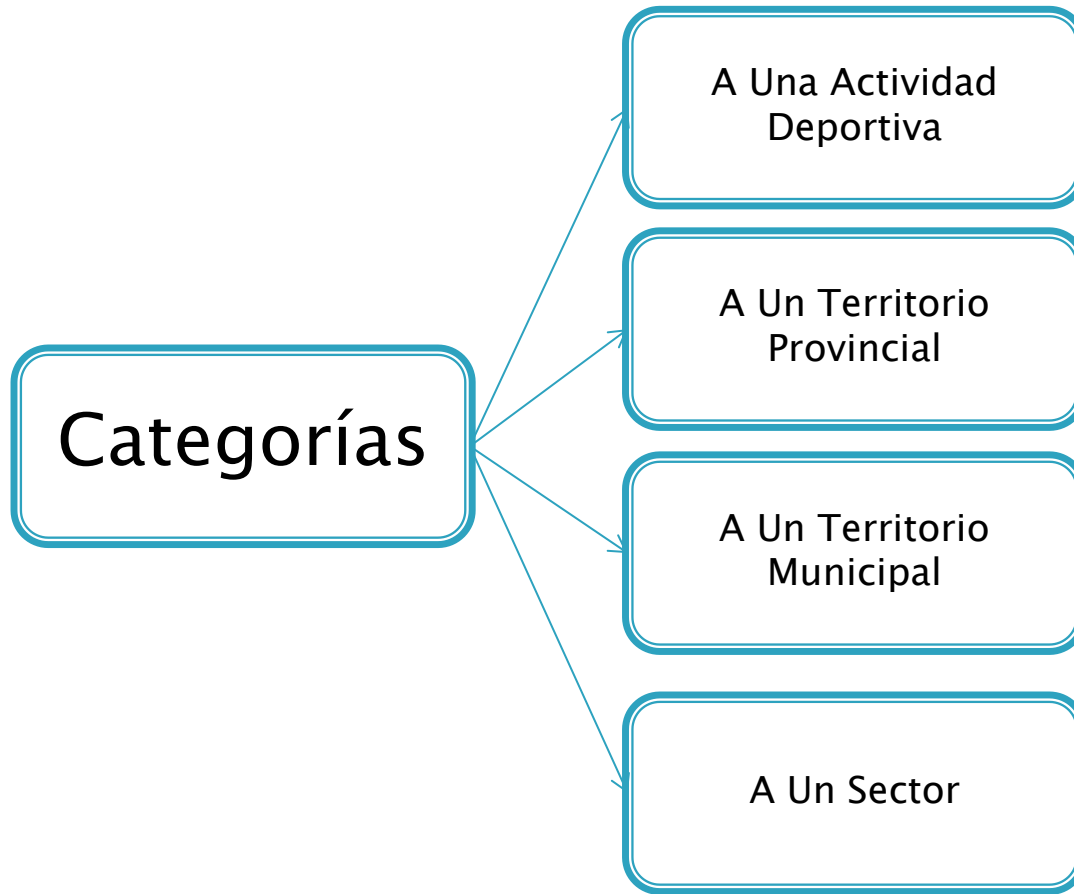 Categorías
A Una Actividad
Deportiva
A Un Territorio
Provincial
A Un Territorio
Municipal
A Un Sector